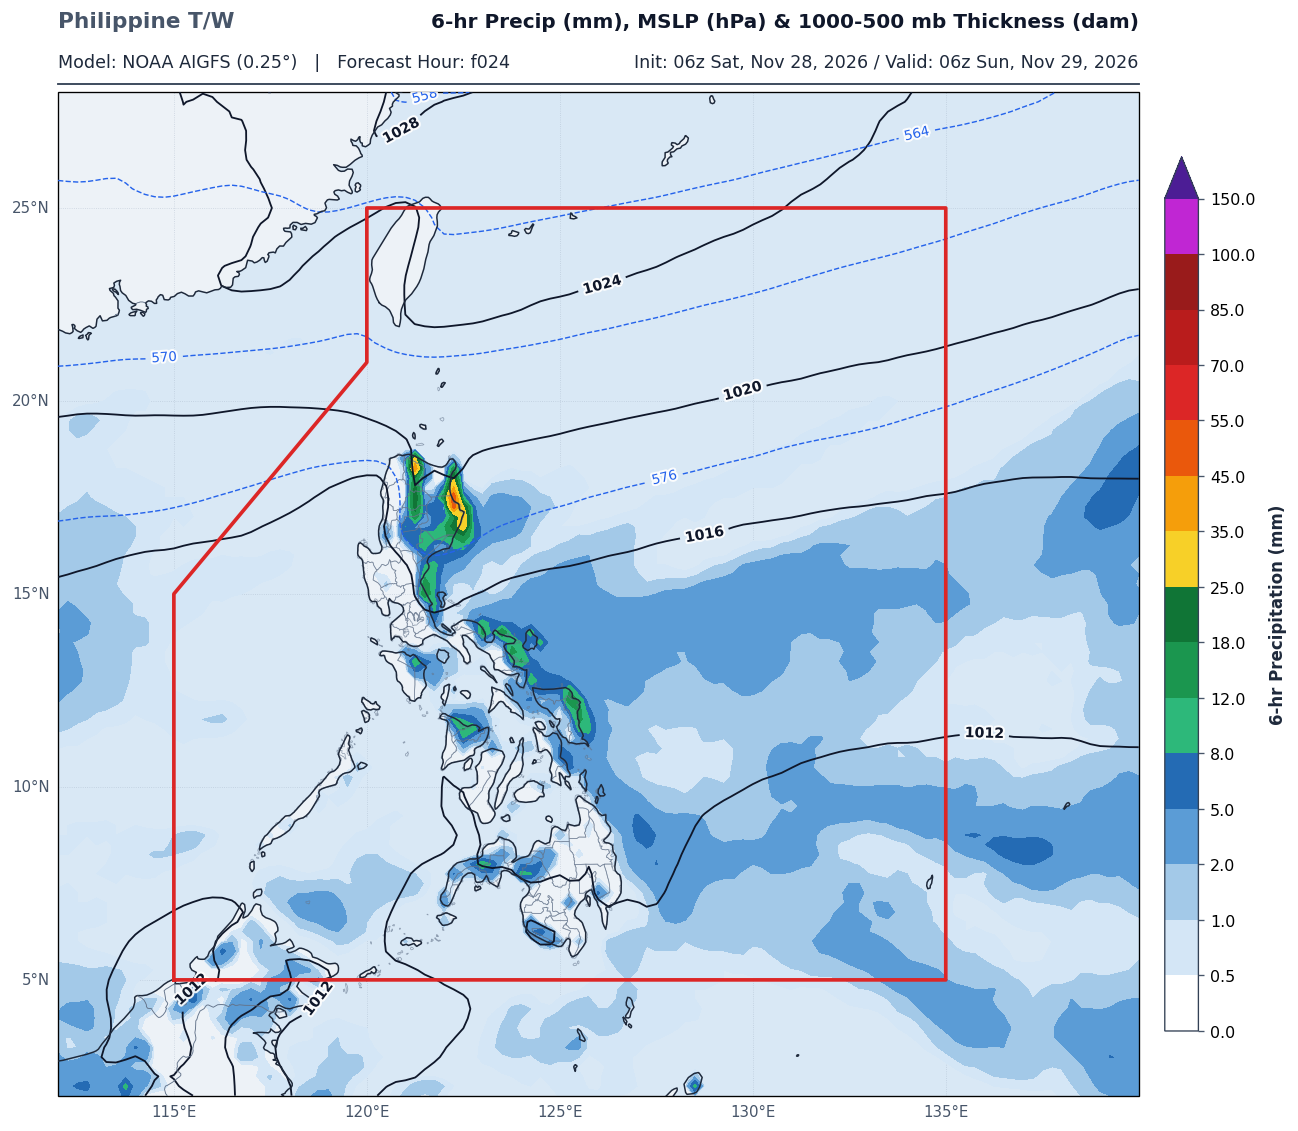 Philippine T/W
6-hr Precip (mm), MSLP (hPa) & 1000-500 mb Thickness (dam)
Model: NOAA AIGFS (0.25°) | Forecast Hour: f024
Init: 06z Sat, Nov 28, 2026 / Valid: 06z Sun, Nov 29, 2026
558
1028
564
25°N
1024
570
20°N
1020
576
1016
15°N
1012
10°N
5°N
1012
1012
115°E
120°E
125°E
130°E
135°E
150.0
100.0
85.0
70.0
55.0
45.0
35.0
25.0
18.0
12.0
8.0
5.0
2.0
1.0
0.5
0.0
6-hr Precipitation (mm)